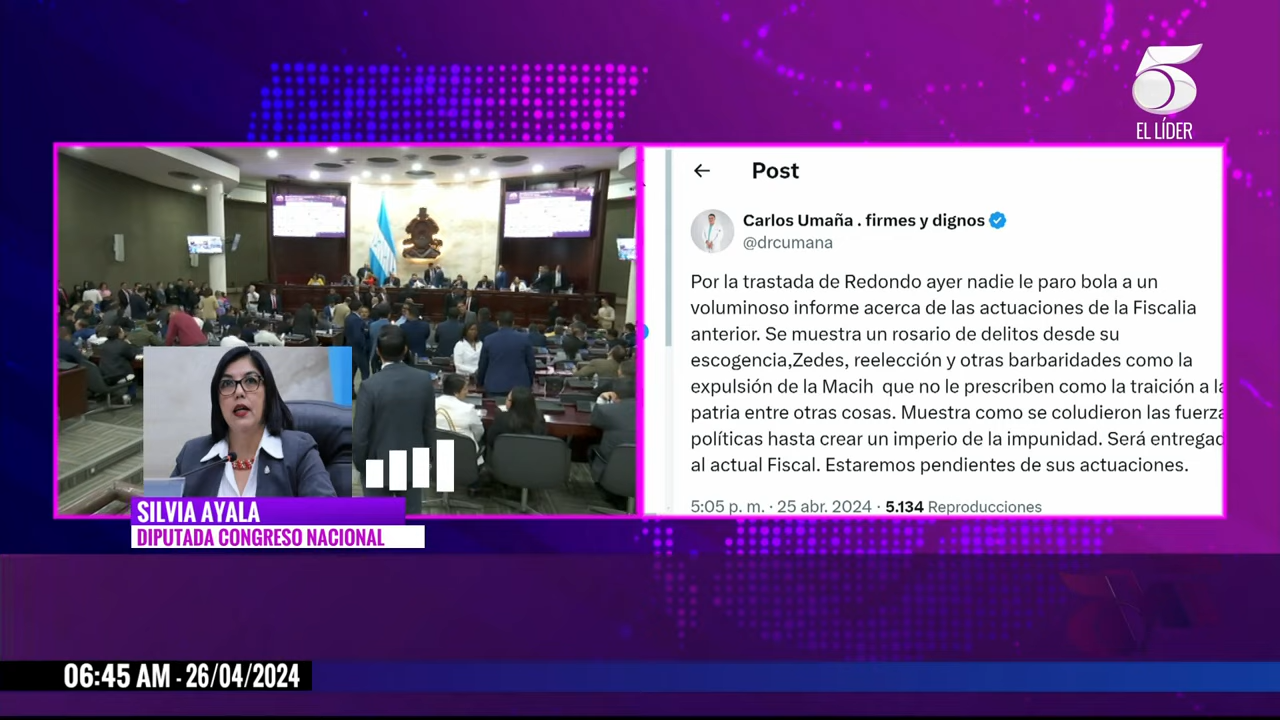 5
EL LÍDER
Post
Carlos Umaña . firmes y dignos
@drcumana
Por la trastada de Redondo ayer nadie le paro bola a un
voluminoso informe acerca de las actuaciones de la Fiscalia
anterior. Se muestra un rosario de delitos desde su
escogencia,Zedes, reelección y otras barbaridades como la
expulsión de la Macih que no le prescriben como la traición a la
patria entre otras cosas. Muestra como se coludieron las fuerza
políticas hasta crear un imperio de la impunidad. Será entregad
al actual Fiscal. Estaremos pendientes de sus actuaciones.
5:05 p. m. · 25 abr. 2024 · 5.134 Reproducciones
SILVIA AYALA
DIPUTADA CONGRESO NACIONAL
06:45 AM - 26/04/2024